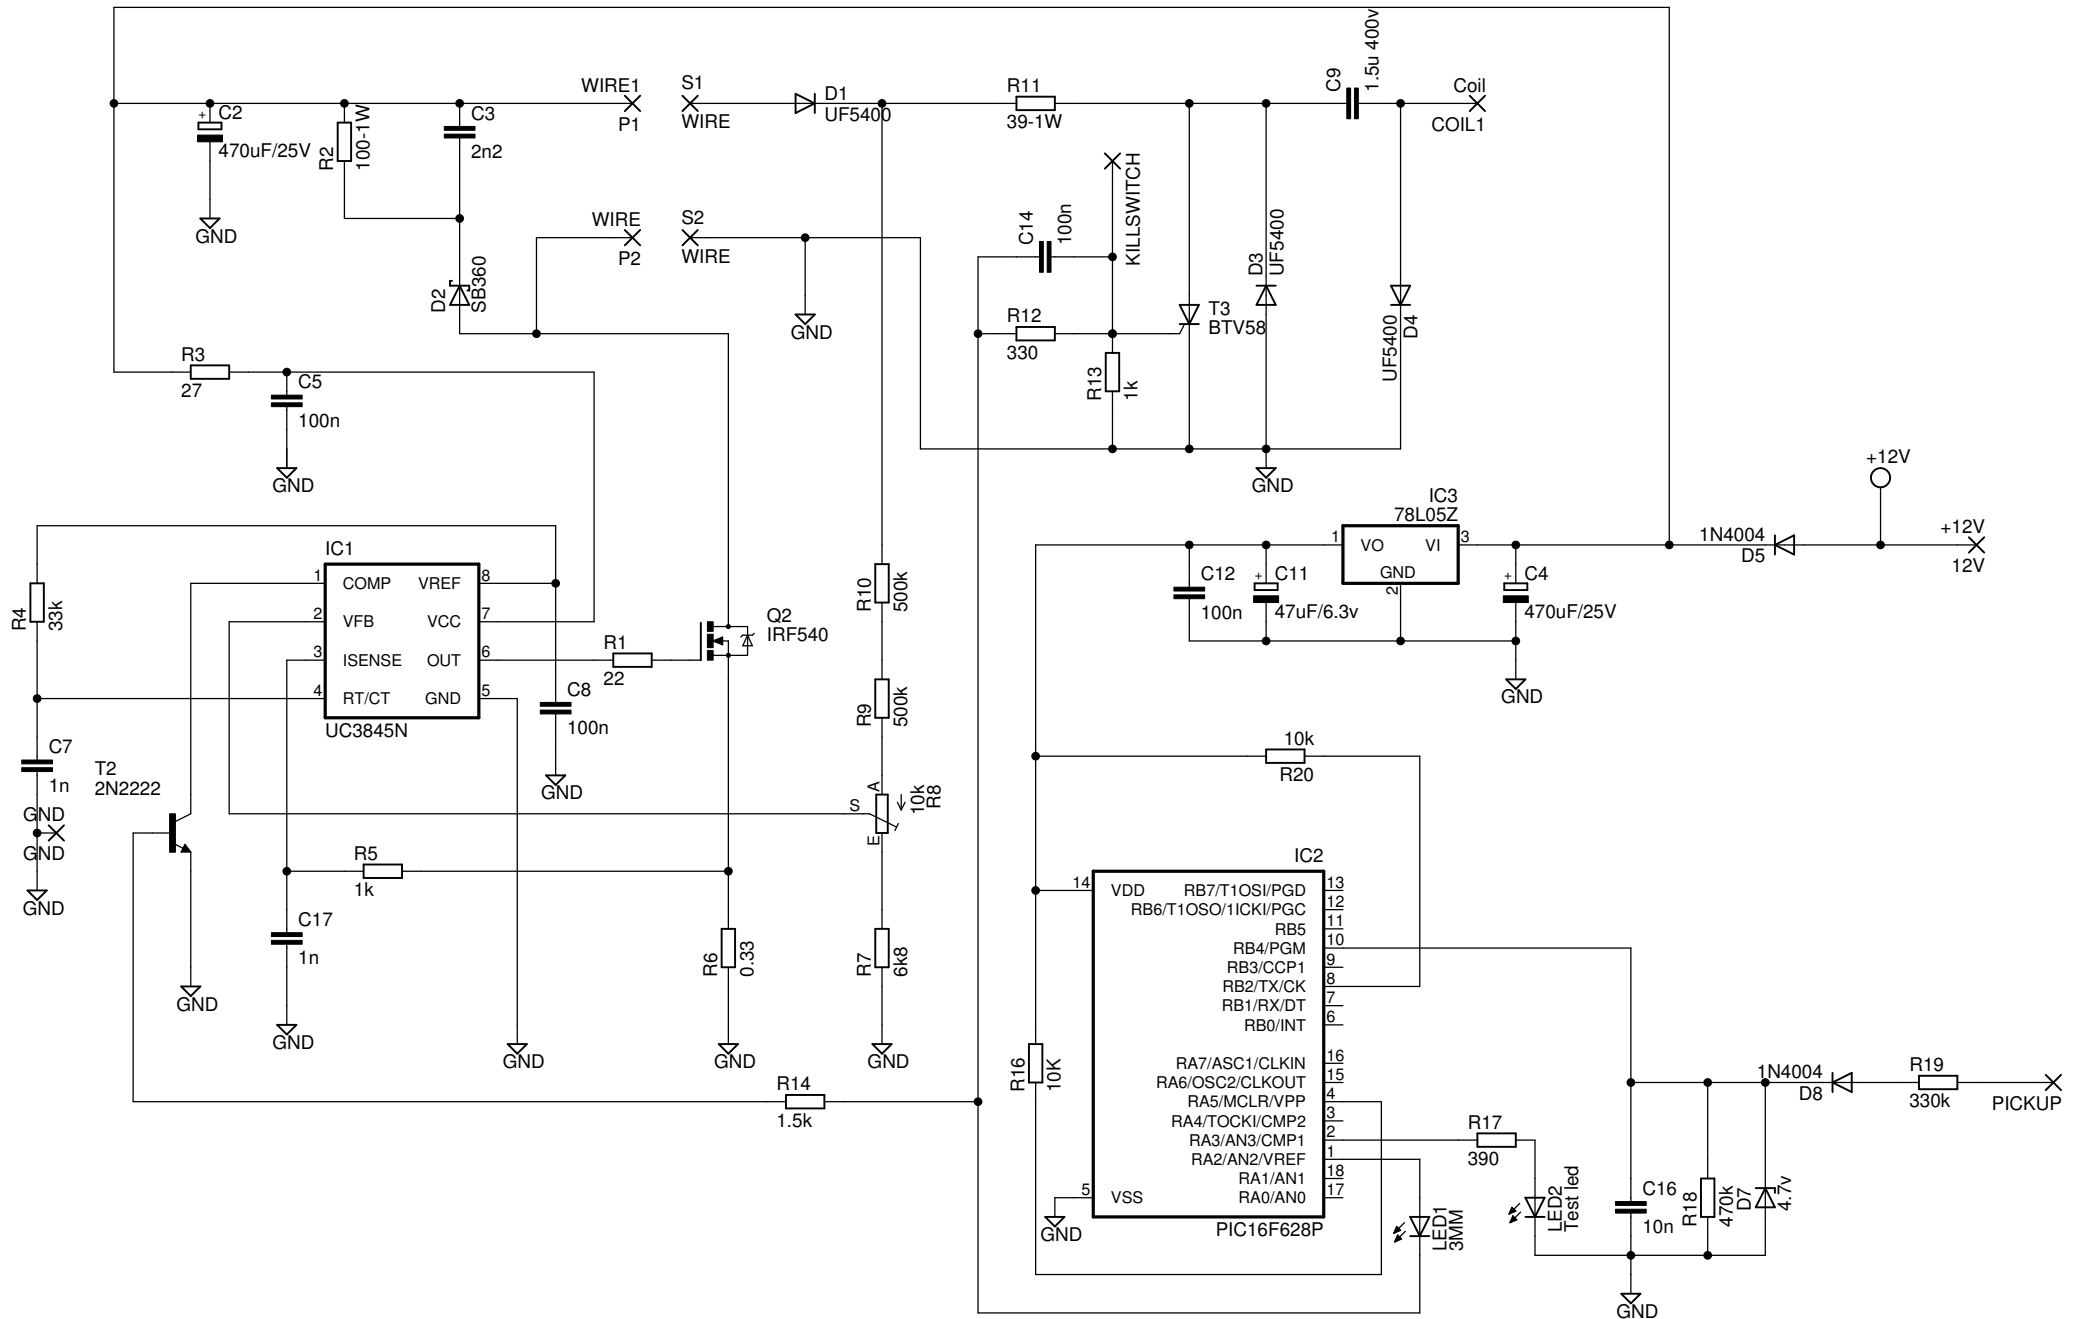 WIRE1
P1
S1
WIRE
D1
UF5400
R11
39-1W
C9
1.5u 400v
Coil
COIL1
+
C2
470uF/25V
GND
R2
100-1W
C3
2n2
WIRE
P2
S2
WIRE
GND
D2
SB360
C14
100n
KILLSWITCH
R12
330
R13
1k
T3
BTV58
D3
UF5400
UF5400
D4
GND
R3
27
C5
100n
GND
+12V
+12V
12V
1N4004
D5
IC3
78L05Z
1
VO
VI
3
GND
2
C12
100n
+
C11
47uF/6.3v
+
C4
470uF/25V
GND
IC1
1
COMP
VREF
8
2
VFB
VCC
7
3
ISENSE
OUT
6
4
RT/CT
GND
5
UC3845N
R4
33k
R1
22
Q2
IRF540
R10
500k
R9
500k
C8
100n
GND
C7
1n
GND
GND
GND
T2
2N2222
S
A
E
10k
R8
R5
1k
C17
1n
GND
GND
GND
R6
0.33
GND
R7
6k8
GND
R14
1.5k
10k
R20
IC2
14
VDD
RB7/T1OSI/PGD
13
RB6/T1OSO/1ICKI/PGC
12
RB5
11
RB4/PGM
10
RB3/CCP1
9
RB2/TX/CK
8
RB1/RX/DT
7
RB0/INT
6
RA7/ASC1/CLKIN
16
RA6/OSC2/CLKOUT
15
RA5/MCLR/VPP
4
RA4/TOCKI/CMP2
3
RA3/AN3/CMP1
2
RA2/AN2/VREF
1
RA1/AN1
18
5
VSS
RA0/AN0
17
PIC16F628P
GND
R16
10K
R17
390
LED1
3MM
LED2
Test led
1N4004
D8
R19
330k
PICKUP
C16
10n
R18
470k
D7
4.7v
GND